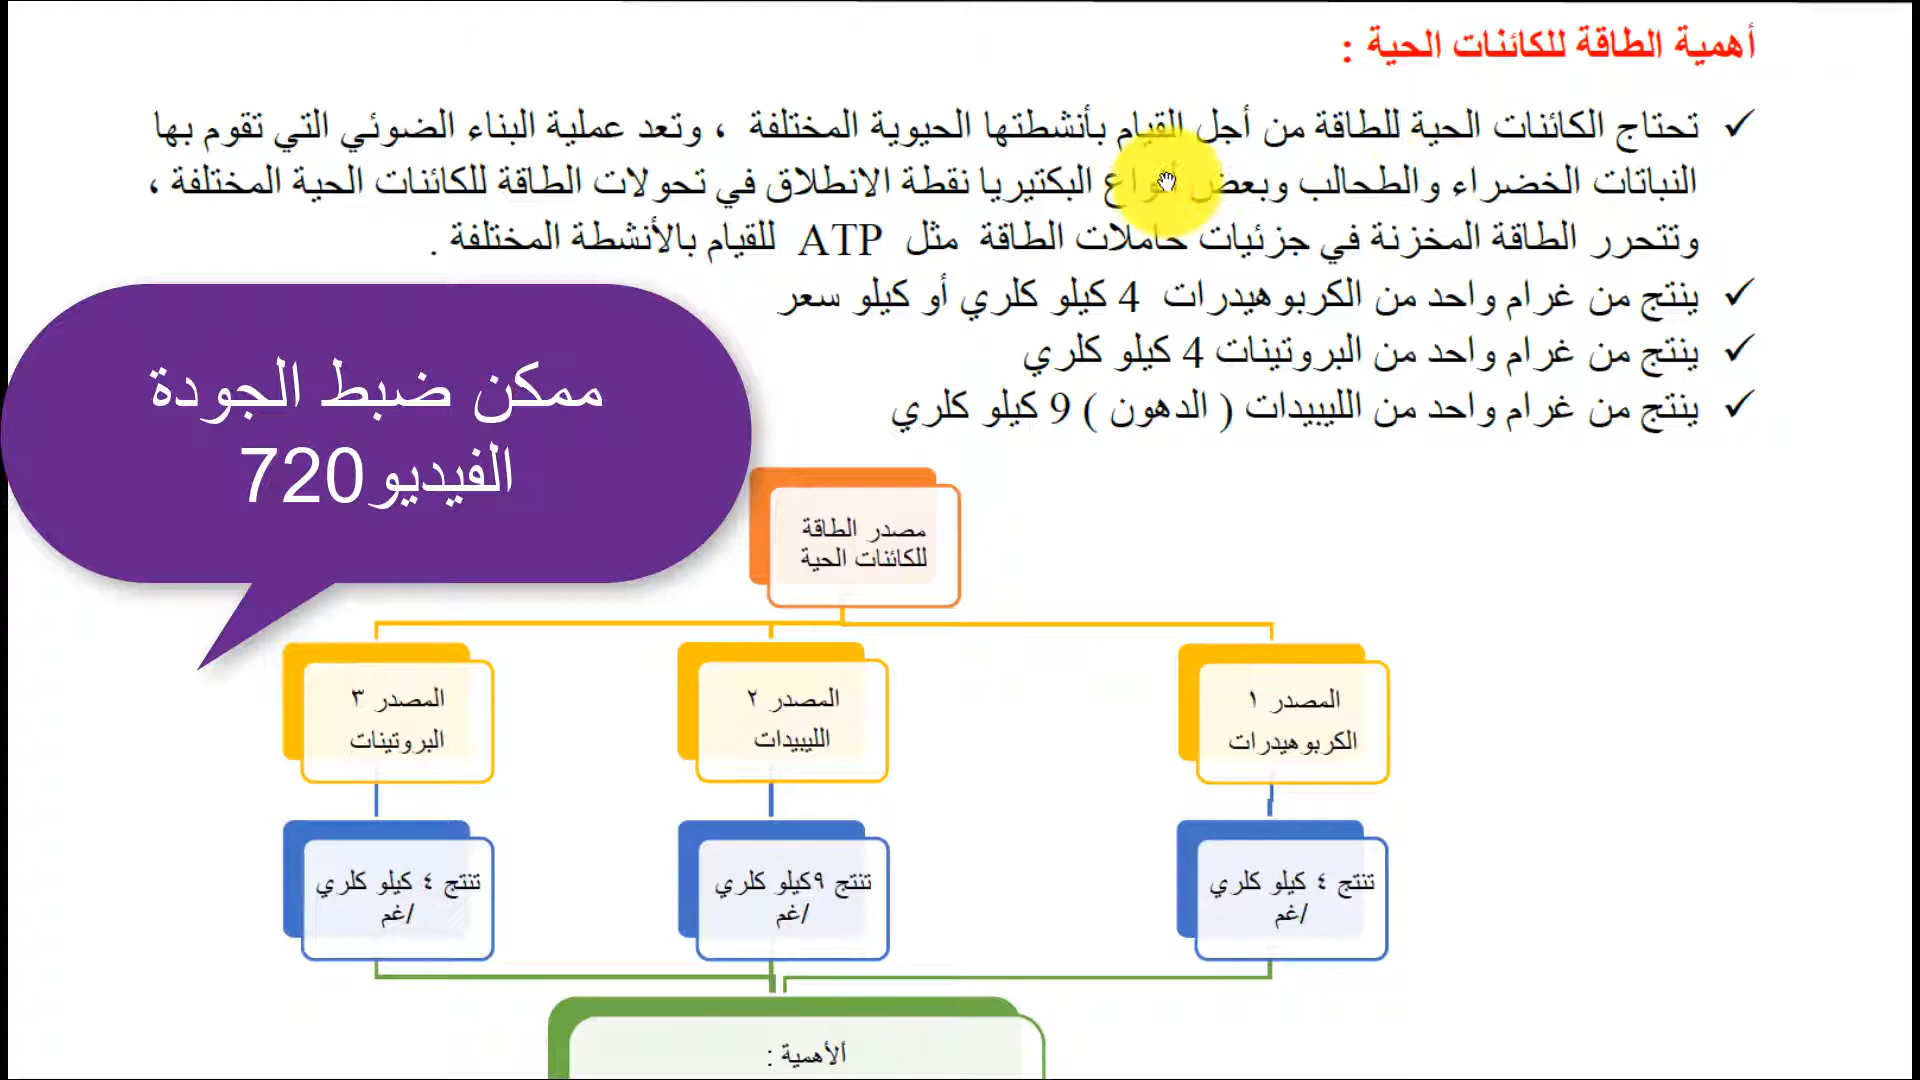 أهمية الطاقة للكائنات الحية :
✓ تحتاج الكائنات الحية للطاقة من أجل القيام بأنشطتها الحيوية المختلفة ، وتعد عملية البناء الضوئي التي تقوم بها
النباتات الخضراء والطحالب وبعض أنواع البكتيريا نقطة الانطلاق في تحولات الطاقة للكائنات الحية المختلفة ،
وتتحرر الطاقة المخزنة في جزئيات حاملات الطاقة مثل ATP للقيام بالأنشطة المختلفة .
✓ ينتج من غرام واحد من الكربوهيدرات 4 كيلو كلري أو كيلو سعر
✓ ينتج من غرام واحد من البروتينات 4 كيلو كلري
✓ ينتج من غرام واحد من الليبيدات ( الدهون ) 9 كيلو كلري
ممكن ضبط الجودة
الفيديو720
مصدر الطاقة
للكائنات الحية
المصدر ١
الكربوهيدرات
المصدر ٢
الليبيدات
المصدر ٣
البروتينات
تنتج ٤ كيلو كلري
/غم
تنتج ٩كيلو كلري
/غم
تنتج ٤ كيلو كلري
/غم
ألأهمية :